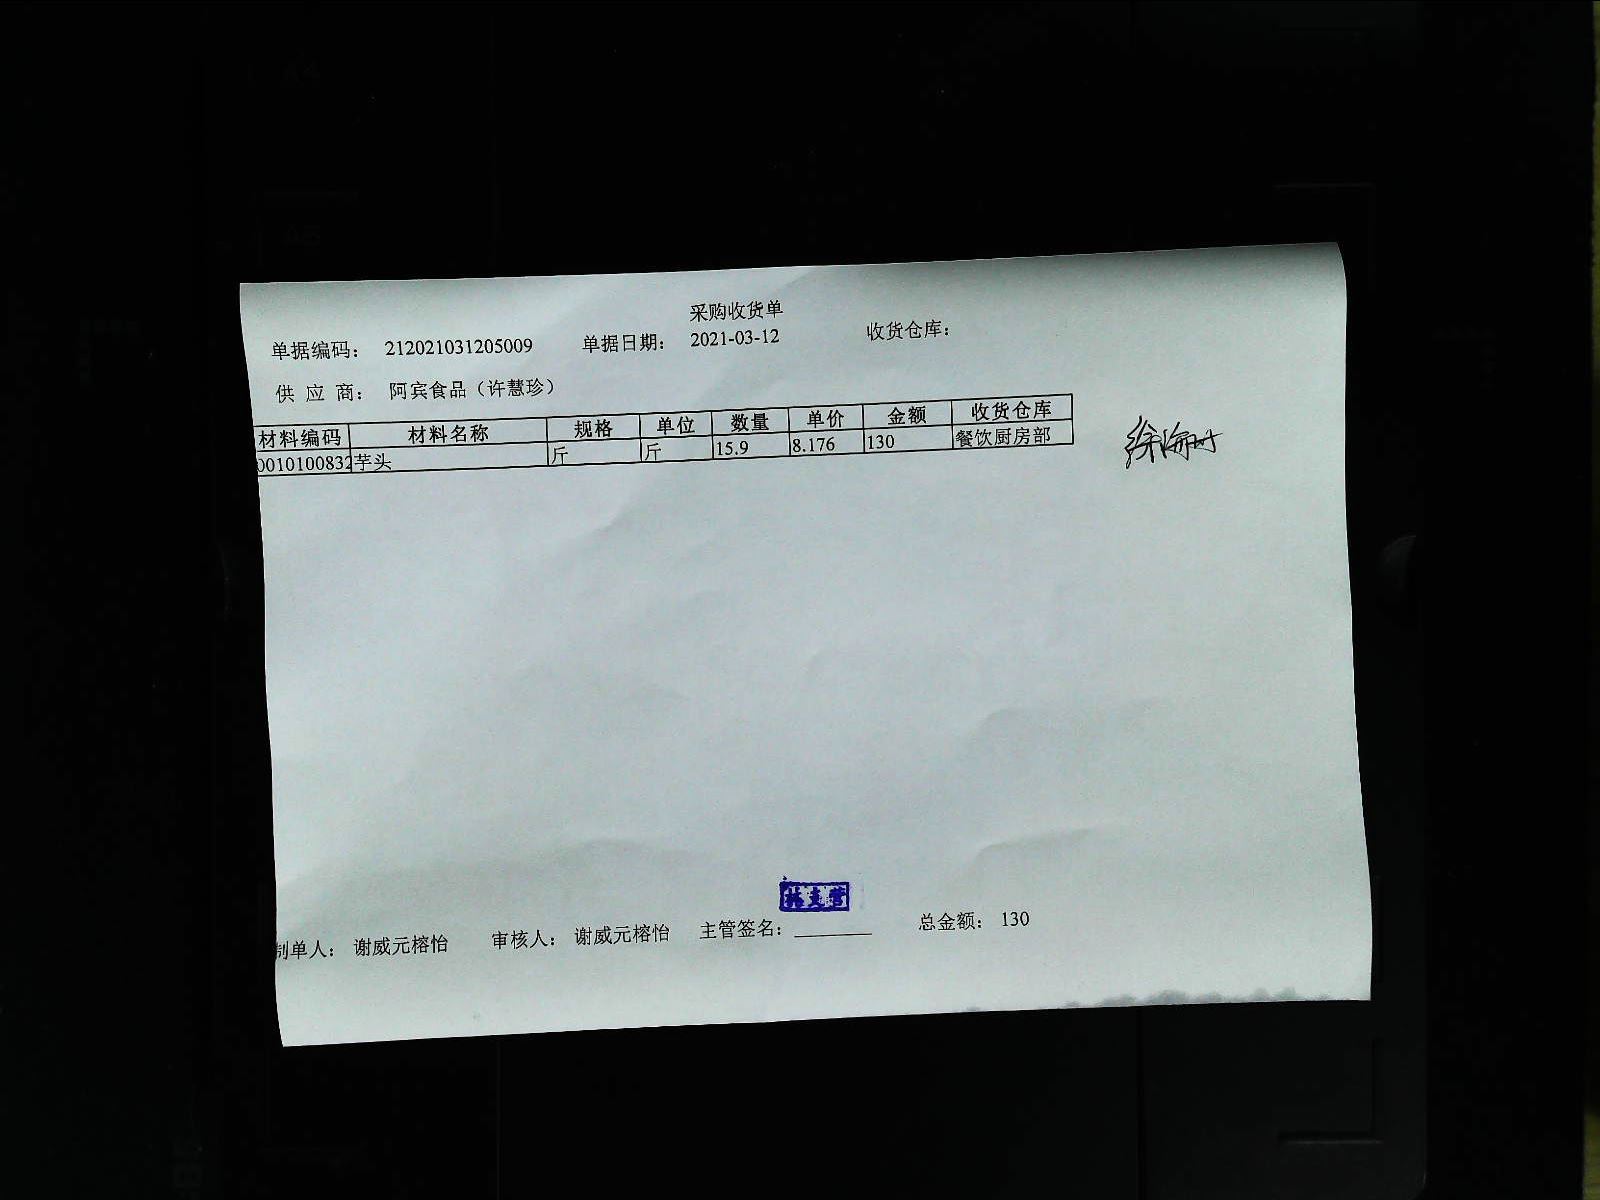 采购收货单
单据编码： 212021031205009 单据日期： 2021-03-12 收货仓库：
供 应 商： 阿宾食品（许慧珍）
材料编码 材料名称 规格 单位 数量 单价 金额 收货仓库
0010100832 芋头 斤 斤 15.9 8.176 130 餐饮厨房部
制单人： 谢威元榕怡 审核人： 谢威元榕怡 主管签名： 总金额： 130